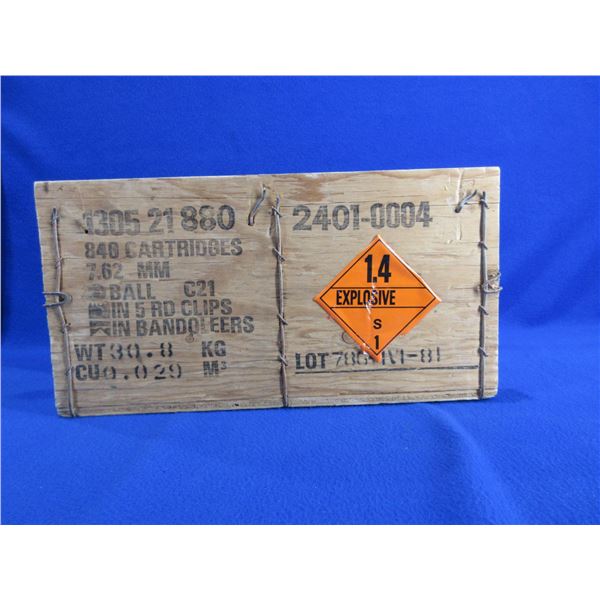 1305 21 880 2401-0004
840 CARTRIDGES
7.62 MM
BALL C21
IN 5 RD CLIPS
IN BANDOLEERS
WT 30.8 KG
CU 0.029 M³
1.4
EXPLOSIVE
S
1
LOT